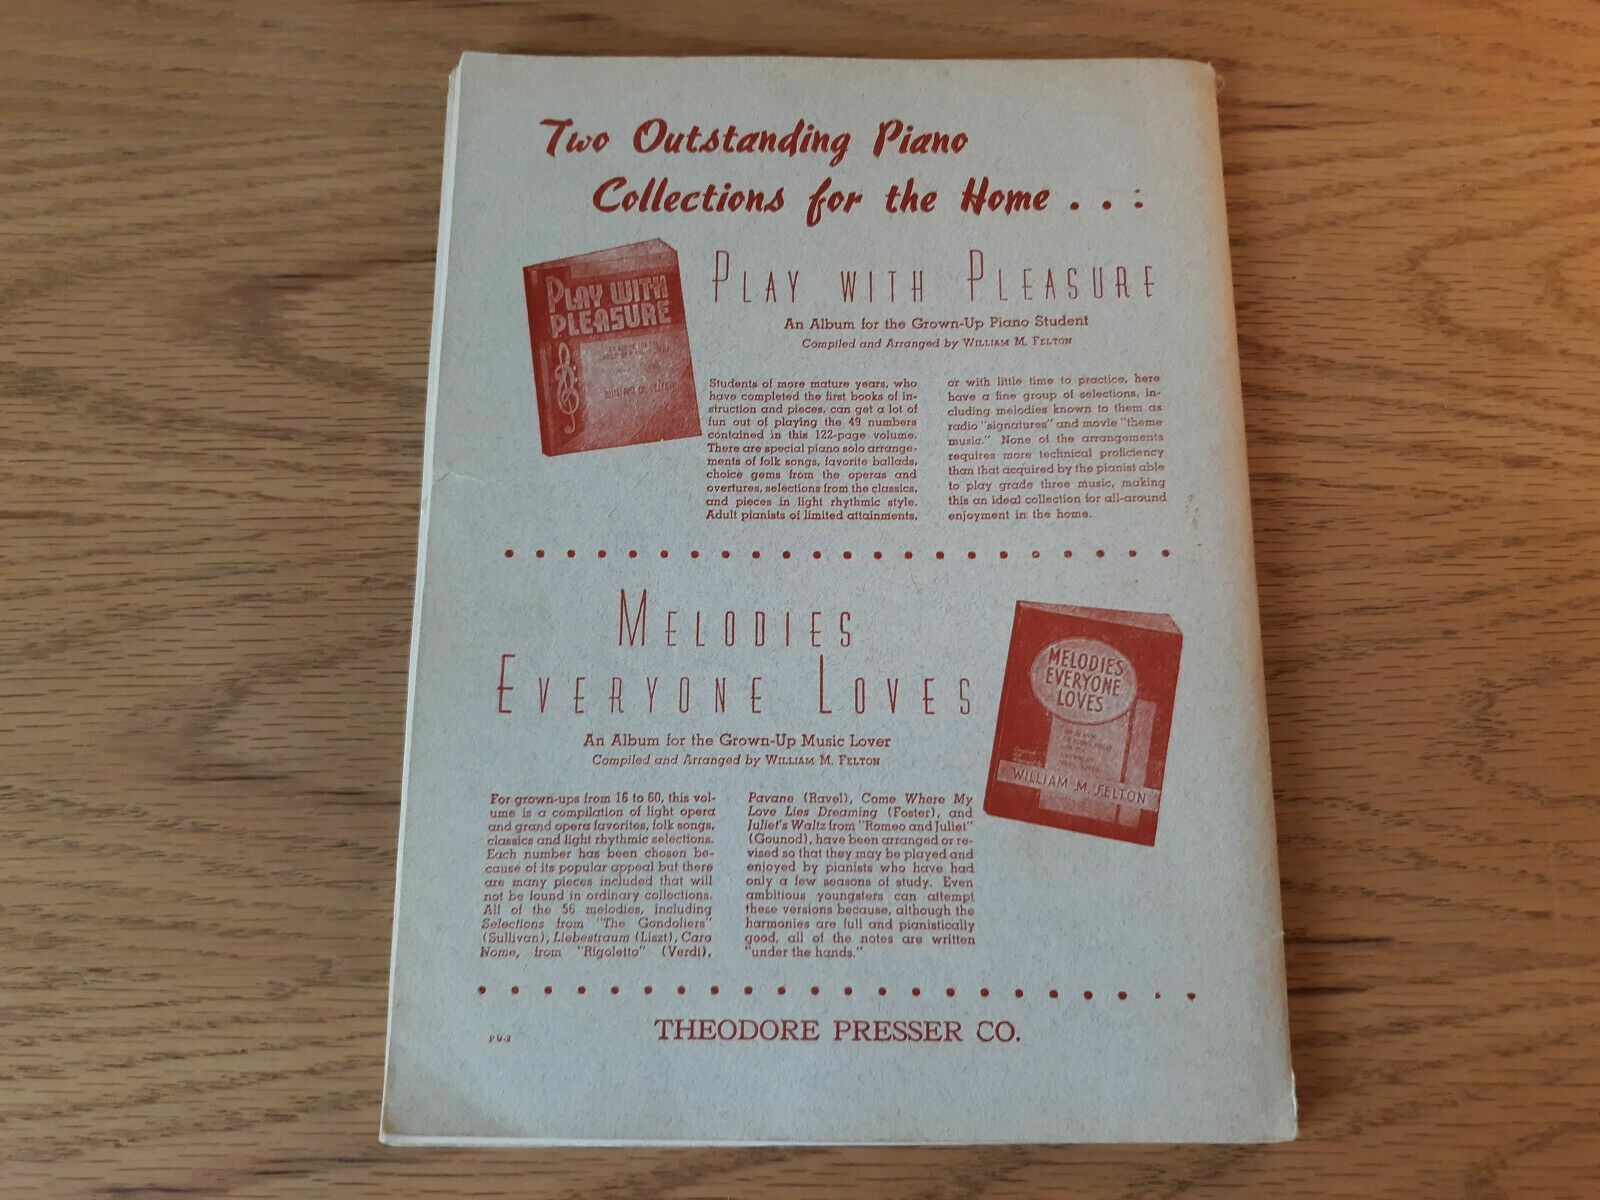 Two Outstanding Piano
Collections for the Home . . :
PLAY WITH
PLEASURE
PLAY WITH PLEASURE
An Album for the Grown-Up Piano Student
Compiled and Arranged by WILLIAM M. FELTON
Students of more mature years, who
have completed the first books of in-
struction and pieces, can get a lot of
fun out of playing the 49 numbers
contained in this 122-page volume.
There are special piano solo arrange-
ments of folk songs, favorite ballads,
choice gems from the operas and
overtures, selections from the classics,
and pieces in light rhythmic style.
Adult pianists of limited attainments,
or with little time to practice, here
have a fine group of selections, in-
cluding melodies known to them as
radio "signatures" and movie "theme
music." None of the arrangements
requires more technical proficiency
than that acquired by the pianist able
to play grade three music, making
this an ideal collection for all-around
enjoyment in the home.
MELODIES
EVERYONE LOVES
An Album for the Grown-Up Music Lover
Compiled and Arranged by WILLIAM M. FELTON
MELODIES
EVERYONE
LOVES
WILLIAM M. FELTON
For grown-ups from 16 to 60, this vol-
ume is a compilation of light opera
and grand opera favorites, folk songs,
classics and light rhythmic selections.
Each number has been chosen be-
cause of its popular appeal but there
are many pieces included that will
not be found in ordinary collections.
All of the 56 melodies, including
Selections from "The Gondoliers"
(Sullivan), Liebestraum (Liszt), Caro
Nome, from "Rigoletto" (Verdi),
Pavane (Ravel), Come Where My
Love Lies Dreaming (Foster), and
Juliet's Waltz from "Romeo and Juliet"
(Gounod), have been arranged or re-
vised so that they may be played and
enjoyed by pianists who have had
only a few seasons of study. Even
ambitious youngsters can attempt
these versions because, although the
harmonies are full and pianistically
good, all of the notes are written
"under the hands."
THEODORE PRESSER CO.